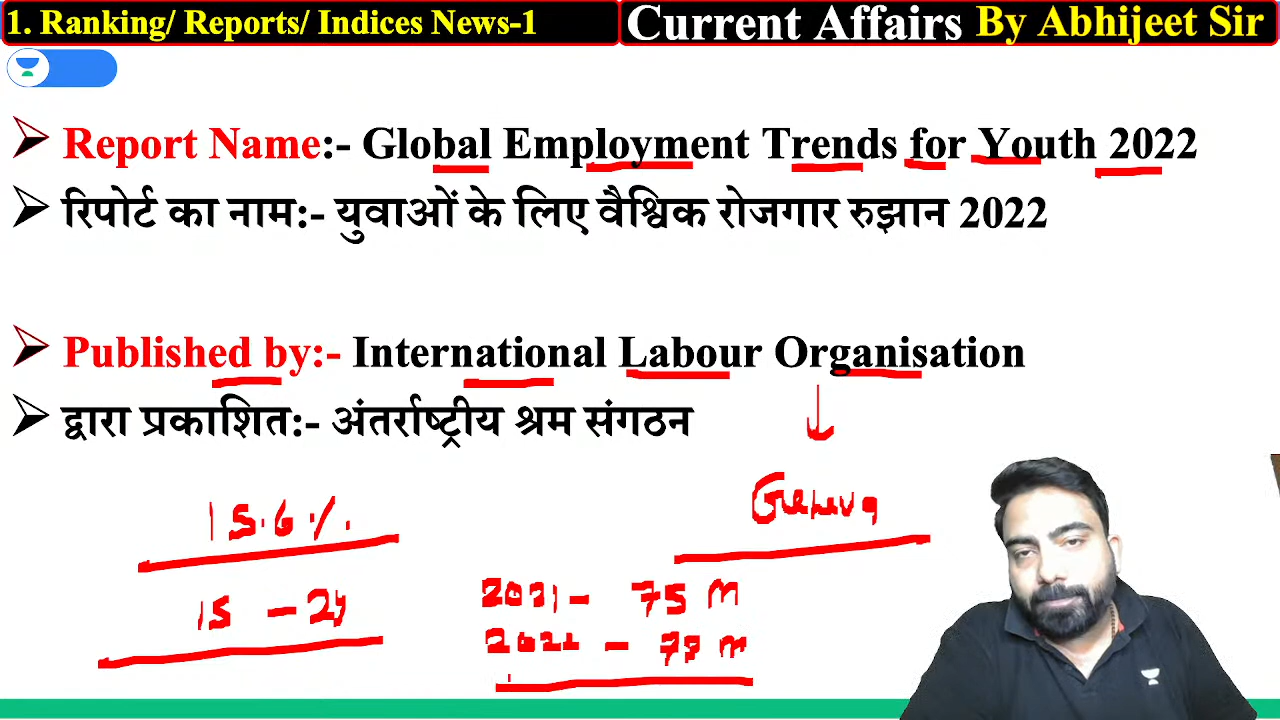 1. Ranking/ Reports/ Indices News-1
Current Affairs By Abhijeet Sir
Report Name:- Global Employment Trends for Youth 2022
रिपोर्ट का नाम:- युवाओं के लिए वैश्विक रोजगार रुझान 2022
Published by:- International Labour Organisation
द्वारा प्रकाशित:- अंतर्राष्ट्रीय श्रम संगठन
15.6%
Geneva
15 - 24
2021 - 75 M
2022 - 73 M